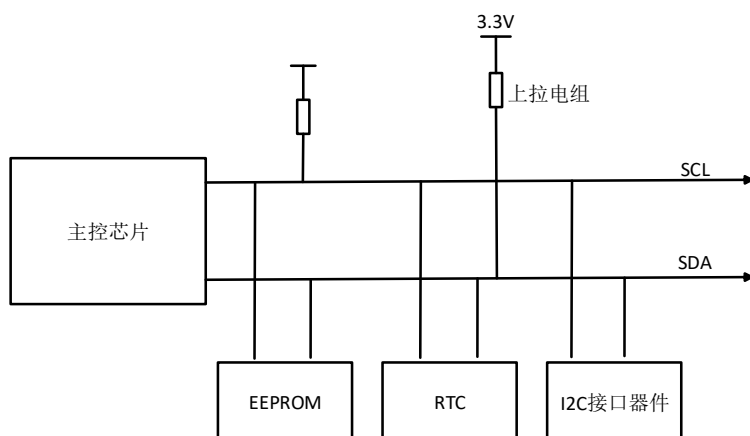 3.3V
上拉电组
SCL
主控芯片
SDA
EEPROM
RTC
I2C接口器件